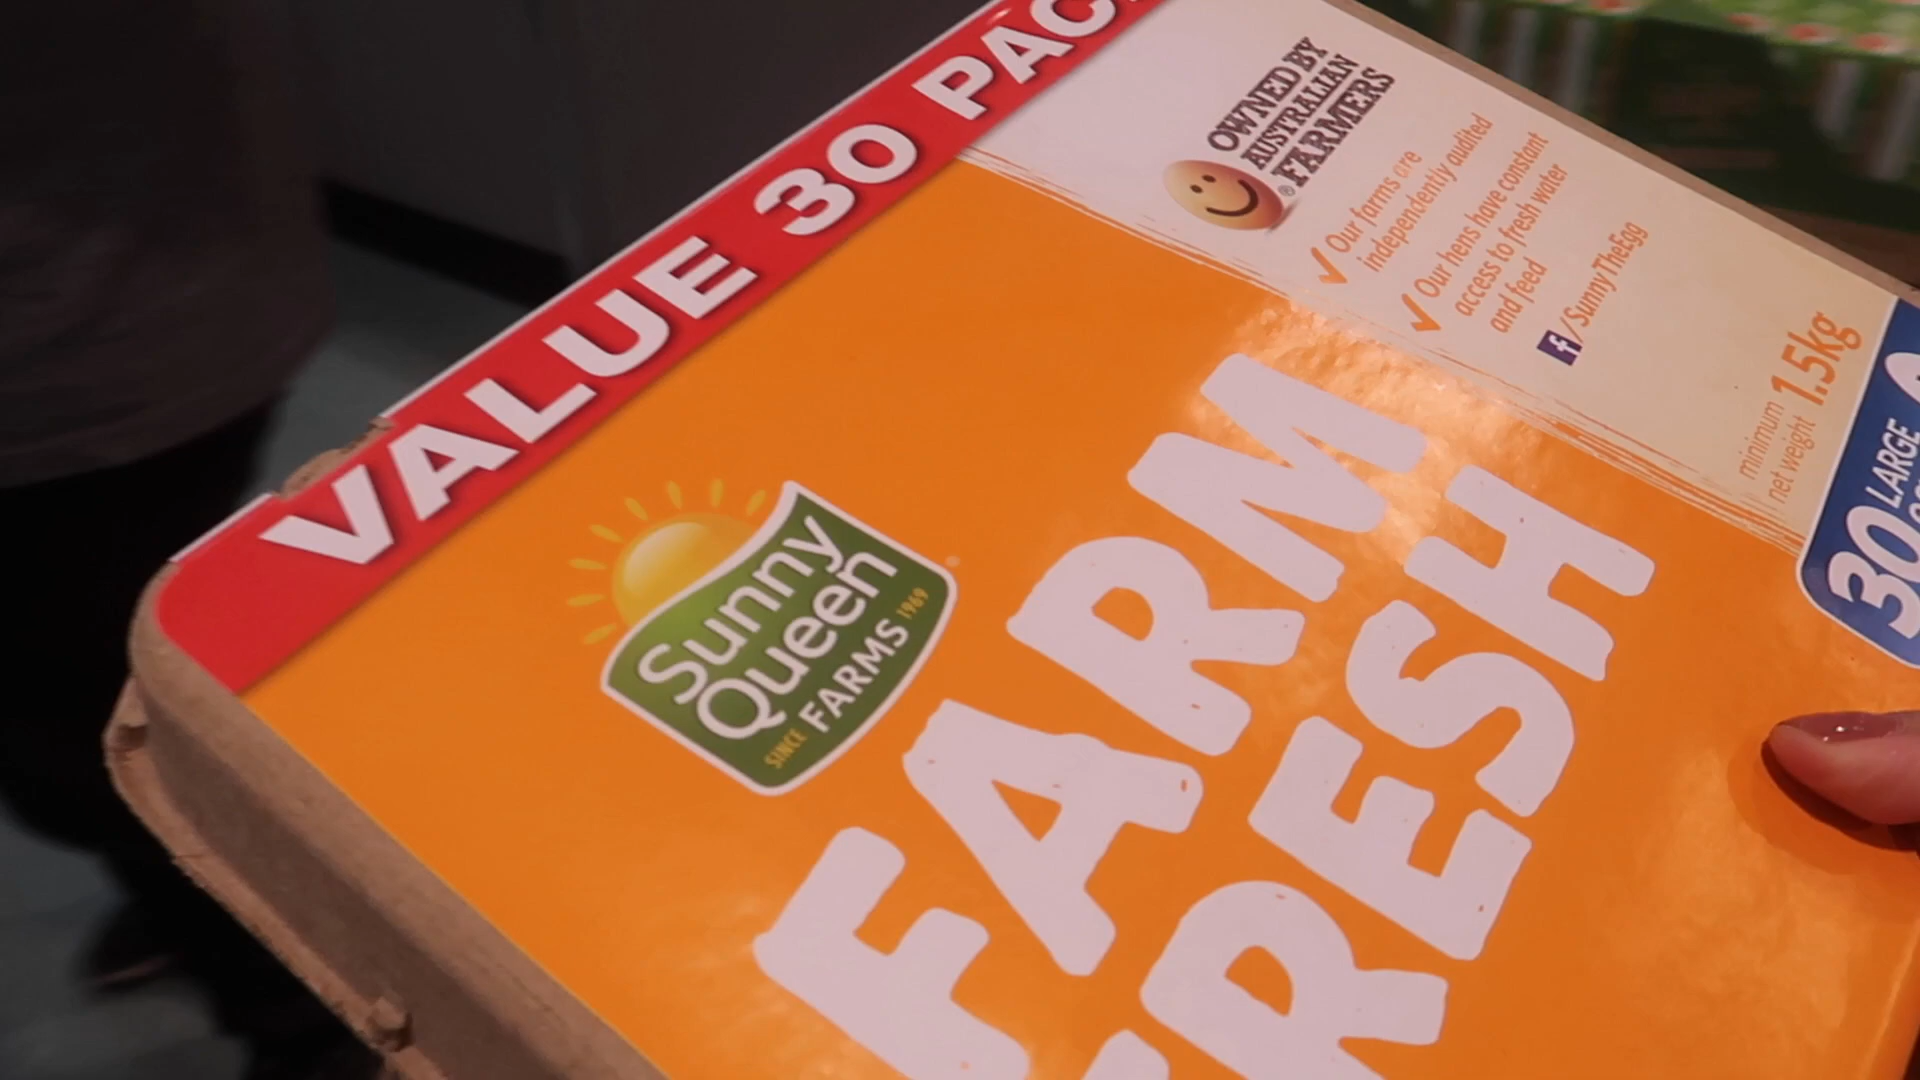 VALUE 30 PAC
OWNED BY
AUSTRALIAN
FARMERS
®
✓ Our farms are
independently audited
✓ Our hens have constant
access to fresh water
and feed
f/SunnyTheEgg
minimum
net weight 1.5kg
30 LARGE
Sunny
Queen
FARMS
SINCE 1969
FARM
FRESH